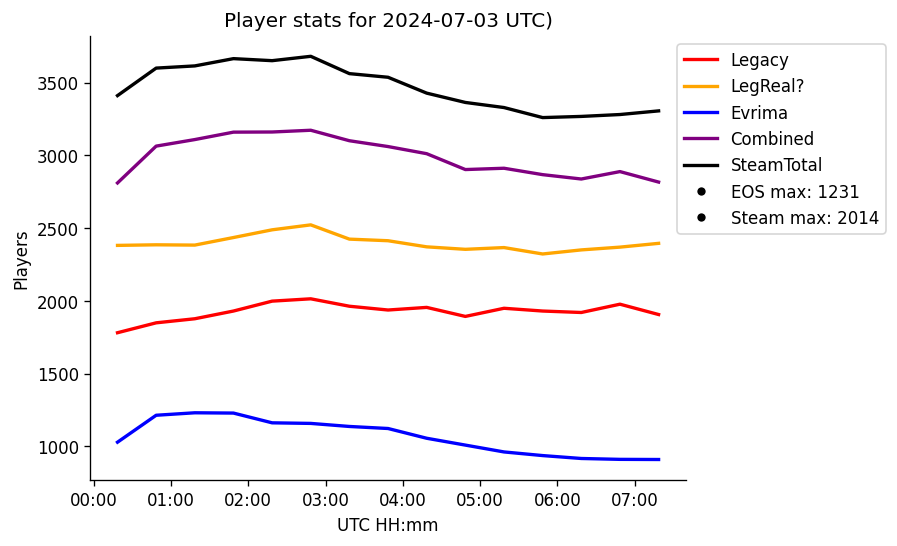 Player stats for 2024-07-03 UTC)
3500
3000
2500
2000
1500
1000
Players
00:00 01:00 02:00 03:00 04:00 05:00 06:00 07:00
UTC HH:mm
Legacy
LegReal?
Evrima
Combined
SteamTotal
EOS max: 1231
Steam max: 2014